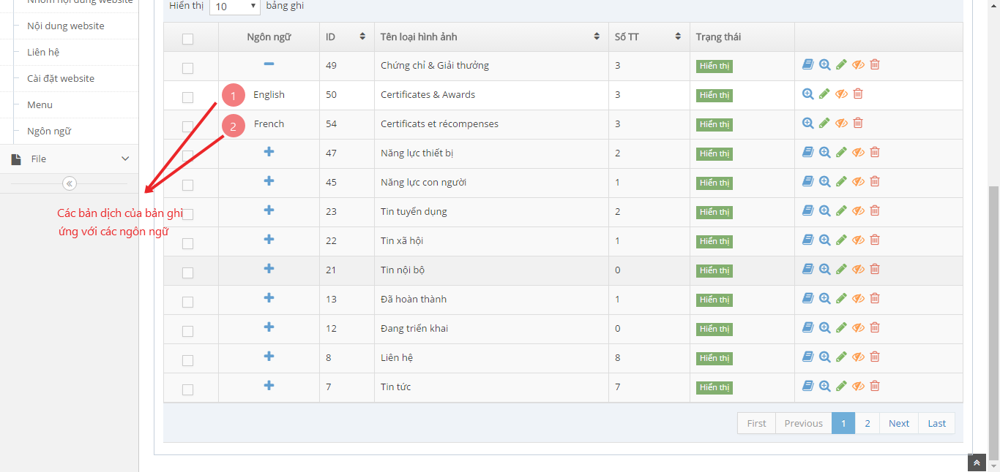 Nhóm nội dung website
Nội dung website
Liên hệ
Cài đặt website
Menu
Ngôn ngữ
File
Hiển thị 10 bảng ghi
Ngôn ngữ ID Tên loại hình ảnh Số TT Trạng thái
49 Chứng chỉ & Giải thưởng 3 Hiển thị
1 English 50 Certificates & Awards 3 Hiển thị
2 French 54 Certificats et récompenses 3 Hiển thị
47 Năng lực thiết bị 2 Hiển thị
45 Năng lực con người 1 Hiển thị
23 Tin tuyển dụng 2 Hiển thị
22 Tin xã hội 1 Hiển thị
21 Tin nội bộ 0 Hiển thị
13 Đã hoàn thành 1 Hiển thị
12 Đang triển khai 0 Hiển thị
8 Liên hệ 8 Hiển thị
7 Tin tức 7 Hiển thị
Các bản dịch của bản ghi
ứng với các ngôn ngữ
First Previous 1 2 Next Last